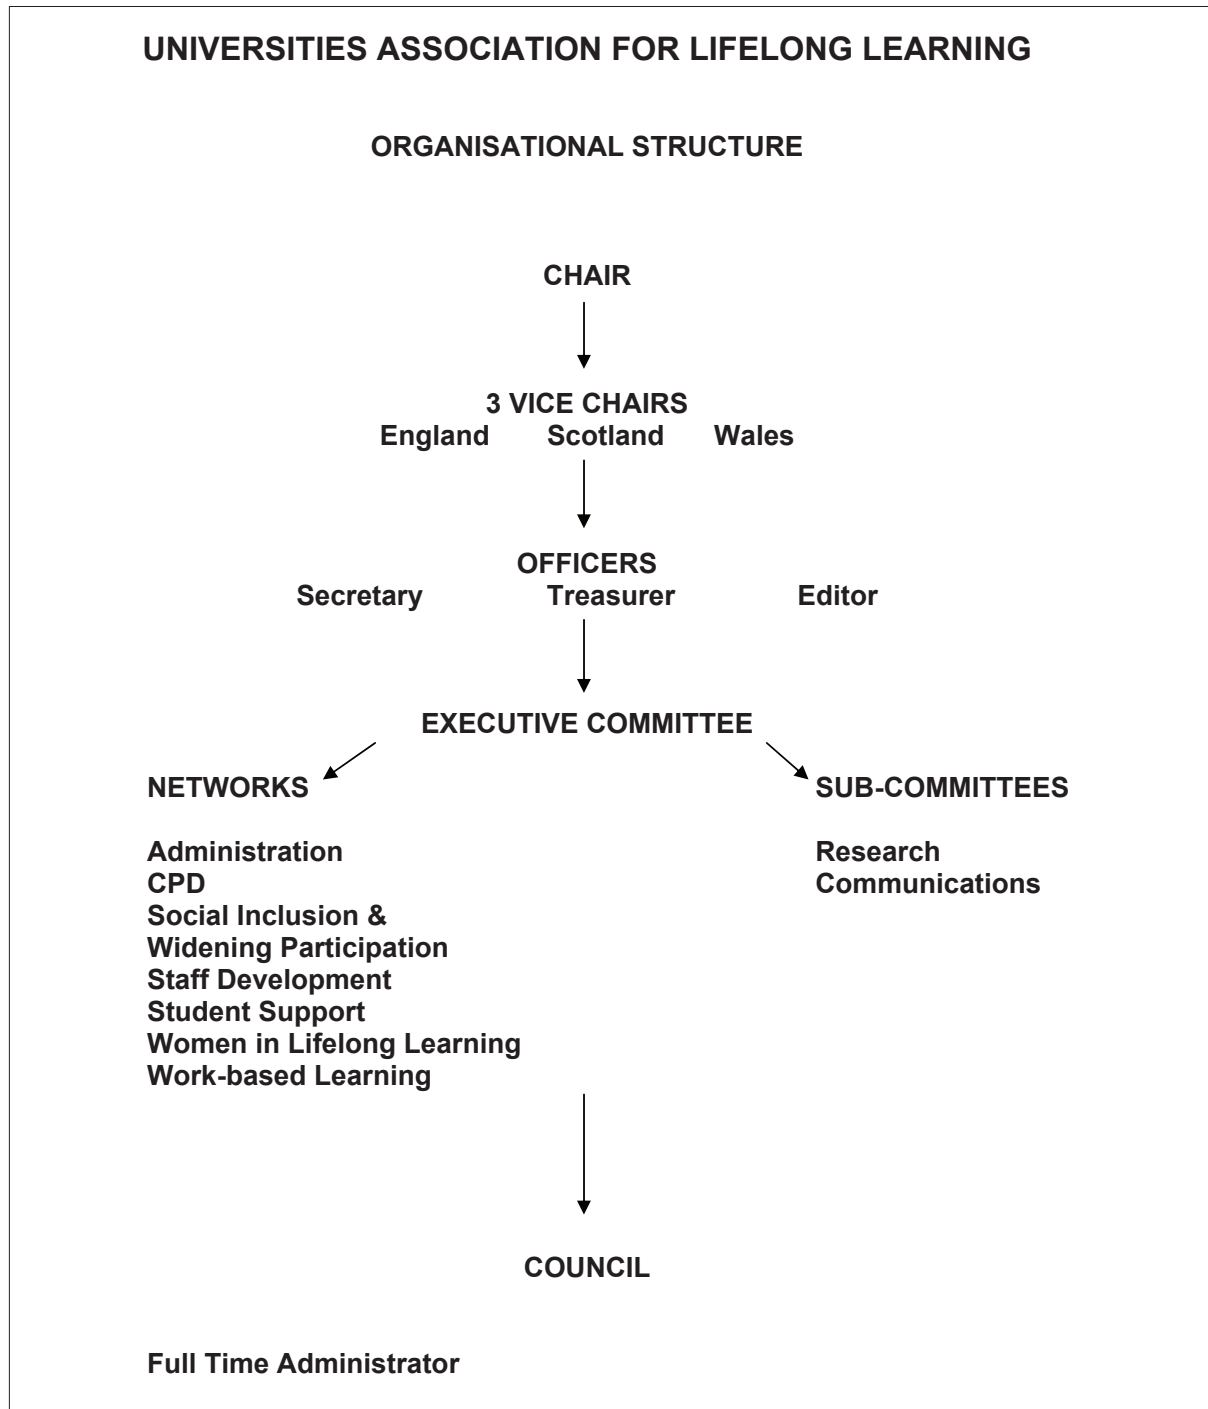 UNIVERSITIES ASSOCIATION FOR LIFELONG LEARNING
ORGANISATIONAL STRUCTURE
CHAIR
3 VICE CHAIRS
England Scotland Wales
OFFICERS
Secretary Treasurer Editor
EXECUTIVE COMMITTEE
NETWORKS
Administration
CPD
Social Inclusion &
Widening Participation
Staff Development
Student Support
Women in Lifelong Learning
Work-based Learning
SUB-COMMITTEES
Research
Communications
COUNCIL
Full Time Administrator